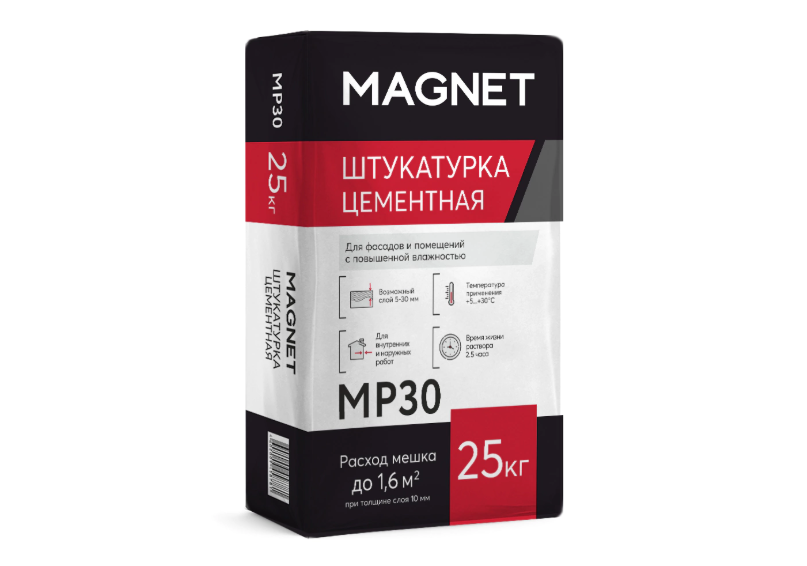 MAGNET
ШТУКАТУРКА
ЦЕМЕНТНАЯ
Для фасадов и помещений
с повышенной влажностью
Возможный
слой 5-30 мм
Температура
применения
+5...+30°C
Для
внутренних
и наружных
работ
Время жизни
раствора
2.5 часа
MP30
Расход мешка
до 1,6 м²
при толщине слоя 10 мм
25кг
MP30
25кг
MAGNET
ШТУКАТУРКА
ЦЕМЕНТНАЯ